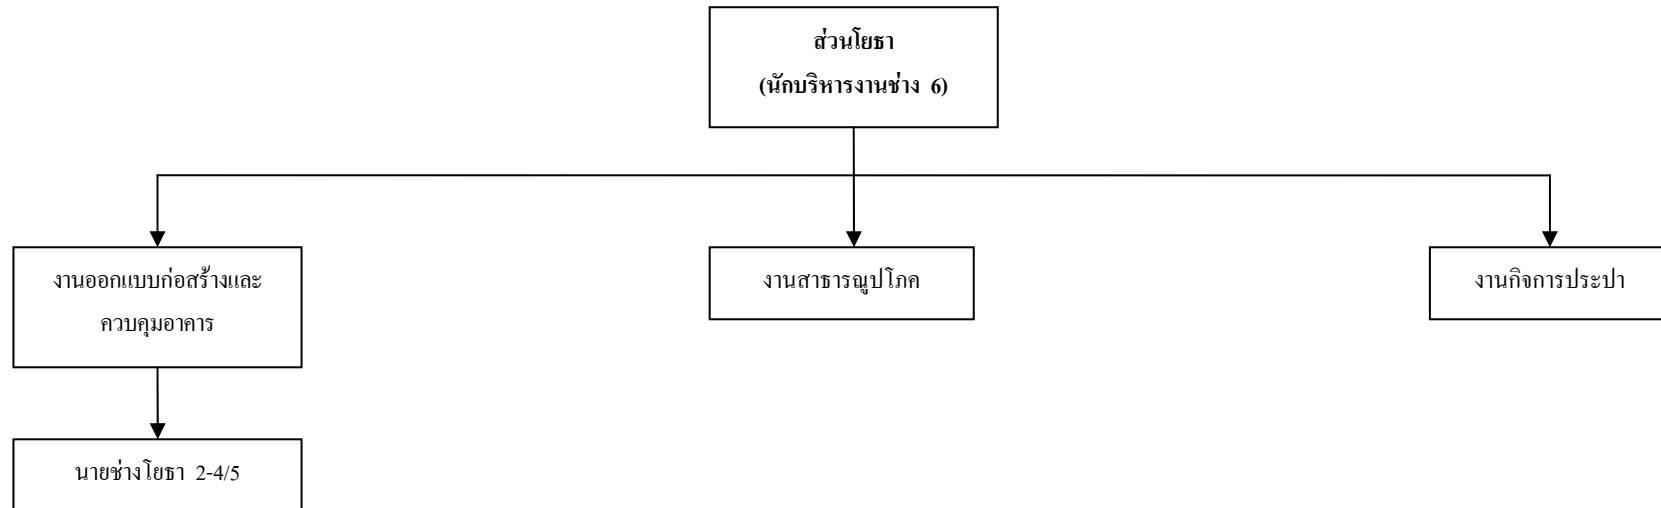 ส่วนโยธา
(นักบริหารงานช่าง 6)
งานออกแบบก่อสร้างและ
ควบคุมอาคาร
งานสาธารณูปโภค
งานกิจการประปา
นายช่างโยธา 2-4/5